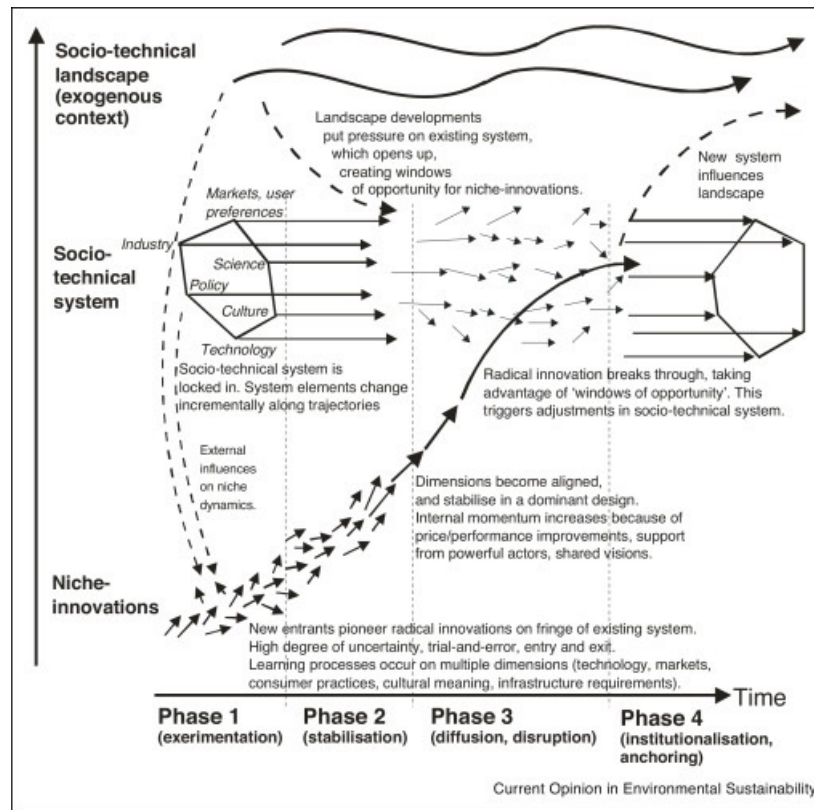 Socio-technical
landscape
(exogenous
context)
Landscape developments
put pressure on existing system,
which opens up,
creating windows
of opportunity for niche-innovations.
New system
influences
landscape
Markets, user
preferences
Industry
Science
Policy
Culture
Technology
Socio-
technical
system
Socio-technical system is
locked in. System elements change
incrementally along trajectories
Radical innovation breaks through, taking
advantage of ‘windows of opportunity’. This
triggers adjustments in socio-technical system.
External
influences
on niche
dynamics.
Dimensions become aligned,
and stabilise in a dominant design.
Internal momentum increases because of
price/performance improvements, support
from powerful actors, shared visions.
Niche-
innovations
New entrants pioneer radical innovations on fringe of existing system.
High degree of uncertainty, trial-and-error, entry and exit.
Learning processes occur on multiple dimensions (technology, markets,
consumer practices, cultural meaning, infrastructure requirements).
Time
Phase 1
(exerimentation)
Phase 2
(stabilisation)
Phase 3
(diffusion, disruption)
Phase 4
(institutionalisation,
anchoring)
Current Opinion in Environmental Sustainability